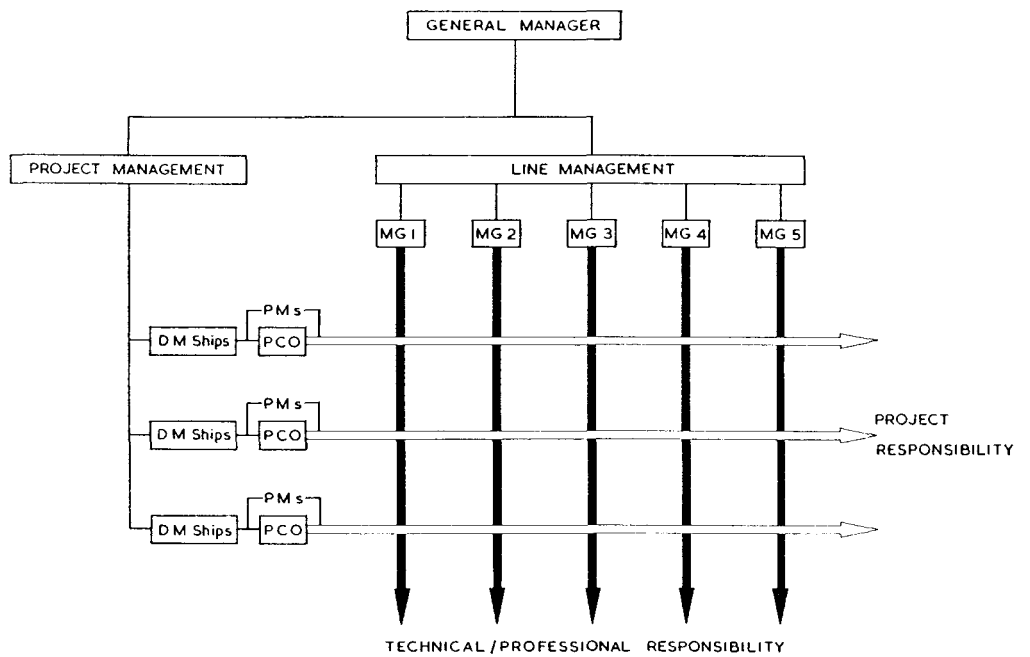 GENERAL MANAGER
PROJECT MANAGEMENT
LINE MANAGEMENT
MG 1
MG 2
MG 3
MG 4
MG 5
PMs
DM Ships
PCO
PMs
DM Ships
PCO
PROJECT
RESPONSIBILITY
PMs
DM Ships
PCO
TECHNICAL/PROFESSIONAL RESPONSIBILITY